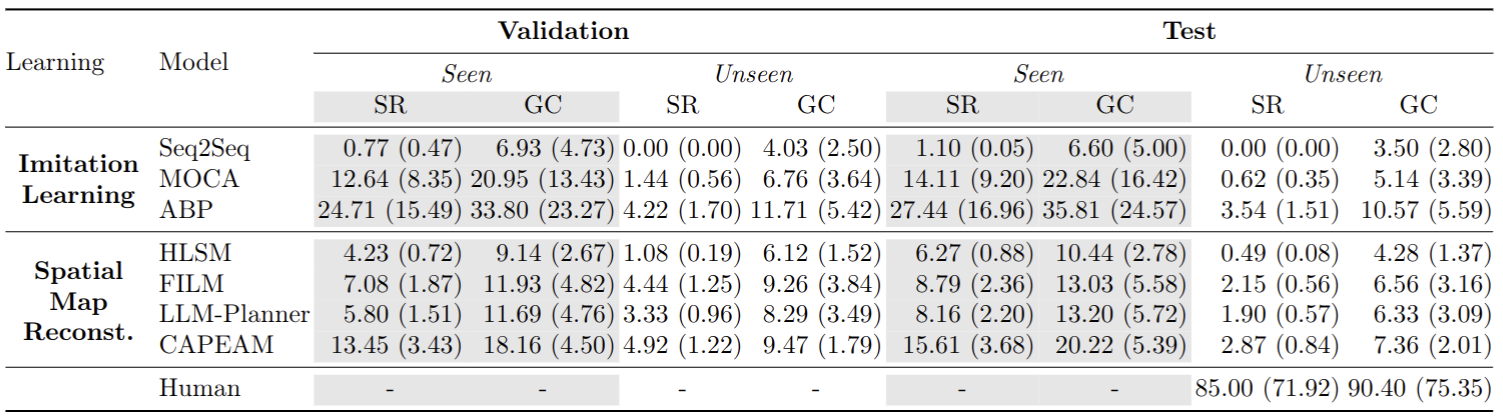 Validation Test
Learning Model Seen Unseen Seen Unseen
SR GC SR GC SR GC SR GC
Imitation Learning
Seq2Seq 0.77 (0.47) 6.93 (4.73) 0.00 (0.00) 4.03 (2.50) 1.10 (0.05) 6.60 (5.00) 0.00 (0.00) 3.50 (2.80)
MOCA 12.64 (8.35) 20.95 (13.43) 1.44 (0.56) 6.76 (3.64) 14.11 (9.20) 22.84 (16.42) 0.62 (0.35) 5.14 (3.39)
ABP 24.71 (15.49) 33.80 (23.27) 4.22 (1.70) 11.71 (5.42) 27.44 (16.96) 35.81 (24.57) 3.54 (1.51) 10.57 (5.59)
Spatial Map Reconst.
HLSM 4.23 (0.72) 9.14 (2.67) 1.08 (0.19) 6.12 (1.52) 6.27 (0.88) 10.44 (2.78) 0.49 (0.08) 4.28 (1.37)
FILM 7.08 (1.87) 11.93 (4.82) 4.44 (1.25) 9.26 (3.84) 8.79 (2.36) 13.03 (5.58) 2.15 (0.56) 6.56 (3.16)
LLM-Planner 5.80 (1.51) 11.69 (4.76) 3.33 (0.96) 8.29 (3.49) 8.16 (2.20) 13.20 (5.72) 1.90 (0.57) 6.33 (3.09)
CAPEAM 13.45 (3.43) 18.16 (4.50) 4.92 (1.22) 9.47 (1.79) 15.61 (3.68) 20.22 (5.39) 2.87 (0.84) 7.36 (2.01)
Human - - - - - - 85.00 (71.92) 90.40 (75.35)